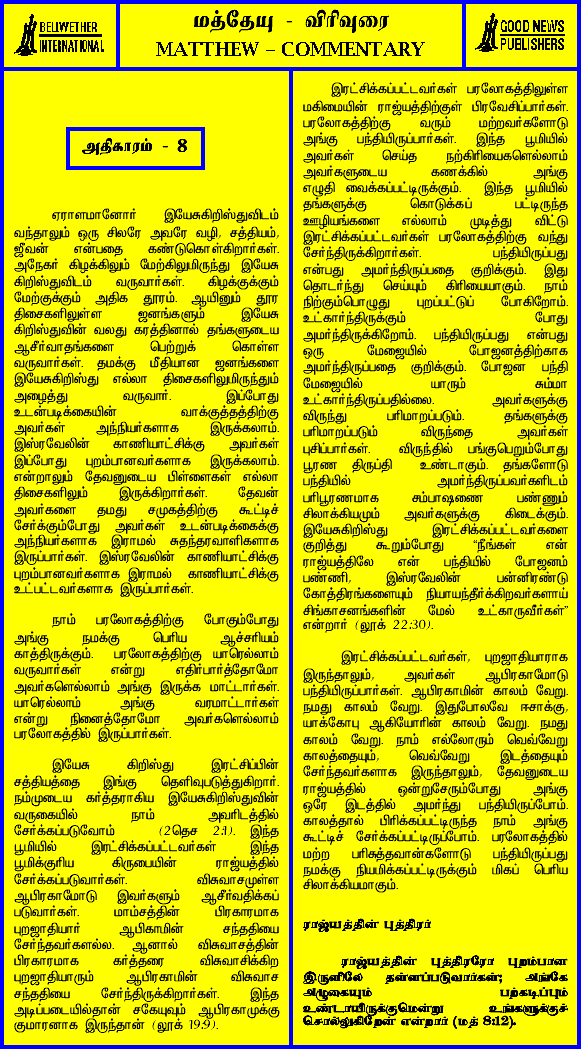 BELIWETHER
INTERNATIONAL
மத்தேயு - விரிவுரை
MATTHEW – COMMENTARY
GOOD NEWS
PUBLISHERS
அதிகாரம் - 8
ஏராளமானோர் இயேசுகிறிஸ்துவிடம்
வந்தாலும் ஒரு சிலரே அவரே வழி, சத்தியம்,
ஜீவன் என்பதை கண்டுகொள்கிறார்கள்.
அநேகர் கிழக்கிலும் மேற்கிலுமிருந்து இயேசு
கிறிஸ்துவிடம் வருவார்கள். கிழக்குக்கும்
மேற்குக்கும் அதிக தூரம். ஆயினும் தூர
திசைகளிலுள்ள ஜனங்களும் இயேசு
கிறிஸ்துவின் வலது கரத்தினால் தங்களுடைய
ஆசீர்வாதங்களை பெற்றுக் கொள்ள
வருவார்கள். தமக்கு மீதியான ஜனங்களை
இயேசுகிறிஸ்து எல்லா திசைகளிலுமிருந்தும்
அழைத்து வருவார். இப்போது
உடன்படிக்கையின் வாக்குத்தத்திற்கு
அவர்கள் அந்நியர்களாக இருக்கலாம்.
இஸ்ரவேலின் காணியாட்சிக்கு அவர்கள்
இப்போது புறம்பானவர்களாக இருக்கலாம்.
என்றாலும் தேவனுடைய பிள்ளைகள் எல்லா
திசைகளிலும் இருக்கிறார்கள். தேவன்
அவர்களை தமது சமுகத்திற்கு கூட்டிச்
சேர்க்கும்போது அவர்கள் உடன்படிக்கைக்கு
அந்நியர்களாக இராமல் சுதந்தரவாளிகளாக
இருப்பார்கள். இஸ்ரவேலின் காணியாட்சிக்கு
புறம்பானவர்களாக இராமல் காணியாட்சிக்கு
உட்பட்டவர்களாக இருப்பார்கள்.
நாம் பரலோகத்திற்கு போகும்போது
அங்கு நமக்கு பெரிய ஆச்சரியம்
காத்திருக்கும். பரலோகத்திற்கு யாரெல்லாம்
வருவார்கள் என்று எதிர்பார்த்தோமோ
அவர்களெல்லாம் அங்கு இருக்க மாட்டார்கள்.
யாரெல்லாம் அங்கு வரமாட்டார்கள்
என்று நினைத்தோமோ அவர்களெல்லாம்
பரலோகத்தில் இருப்பார்கள்.
இயேசு கிறிஸ்து இரட்சிப்பின்
சத்தியத்தை இங்கு தெளிவுபடுத்துகிறார்.
நம்முடைய கர்த்தராகிய இயேசுகிறிஸ்துவின்
வருகையில் நாம் அவரிடத்தில்
சேர்க்கப்படுவோம் (2தெச 2:1). இந்த
பூமியில் இரட்சிக்கப்பட்டவர்கள் இந்த
பூமிக்குரிய கிருபையின் ராஜ்யத்தில்
சேர்க்கப்படுவார்கள். விசுவாசமுள்ள
ஆபிரகாமோடு இவர்களும் ஆசீர்வதிக்கப்
படுவார்கள். மாம்சத்தின் பிரகாரமாக
புறஜாதியார் ஆபிகாமின் சந்ததியை
சேர்ந்தவர்களல்ல. ஆனால் விசுவாசத்தின்
பிரகாரமாக கர்த்தரை விசுவாசிக்கிற
புறஜாதியாரும் ஆபிரகாமின் விசுவாச
சந்ததியை சேர்ந்திருக்கிறார்கள். இந்த
அடிப்படையில்தான் சகேயுவும் ஆபிரகாமுக்கு
குமாரனாக இருந்தான் (லூக் 19:9).
இரட்சிக்கப்பட்டவர்கள் பரலோகத்திலுள்ள
மகிமையின் ராஜ்யத்திற்குள் பிரவேசிப்பார்கள்.
பரலோகத்திற்கு வரும் மற்றவர்களோடு
அங்கு பந்தியிருப்பார்கள். இந்த பூமியில்
அவர்கள் செய்த நற்கிரியைகளெல்லாம்
அவர்களுடைய கணக்கில் அங்கு
எழுதி வைக்கப்பட்டிருக்கும். இந்த பூமியில்
தங்களுக்கு கொடுக்கப் பட்டிருந்த
ஊழியங்களை எல்லாம் முடித்து விட்டு
இரட்சிக்கப்பட்டவர்கள் பரலோகத்திற்கு வந்து
சேர்ந்திருக்கிறார்கள். பந்தியிருப்பது
என்பது அமர்ந்திருப்பதை குறிக்கும். இது
தொடர்ந்து செய்யும் கிரியையாகும். நாம்
நிற்கும்பொழுது புறப்பட்டுப் போகிறோம்.
உட்கார்ந்திருக்கும் போது
அமர்ந்திருக்கிறோம். பந்தியிருப்பது என்பது
ஒரு மேஜையில் போஜனத்திற்காக
அமர்ந்திருப்பதை குறிக்கும். போஜன பந்தி
மேஜையில் யாரும் சும்மா
உட்கார்ந்திருப்பதில்லை. அவர்களுக்கு
விருந்து பரிமாறப்படும். தங்களுக்கு
பரிமாறப்படும் விருந்தை அவர்கள்
புசிப்பார்கள். விருந்தில் பங்குபெறும்போது
பூரண திருப்தி உண்டாகும். தங்களோடு
பந்தியில் அமர்ந்திருப்பவர்களிடம்
பரிபூரணமாக சம்பாஷணை பண்ணும்
சிலாக்கியமும் அவர்களுக்கு கிடைக்கும்.
இயேசுகிறிஸ்து இரட்சிக்கப்பட்டவர்களை
குறித்து கூறும்போது "நீங்கள் என்
ராஜ்யத்திலே என் பந்தியில் போஜனம்
பண்ணி, இஸ்ரவேலின் பன்னிரண்டு
கோத்திரங்களையும் நியாயந்தீர்க்கிறவர்களாய்
சிங்காசனங்களின் மேல் உட்காருவீர்கள்"
என்றார் (லூக் 22:30).
இரட்சிக்கப்பட்டவர்கள், புறஜாதியாராக
இருந்தாலும், அவர்கள் ஆபிரகாமோடு
பந்தியிருப்பார்கள். ஆபிரகாமின் காலம் வேறு.
நமது காலம் வேறு. இதுபோலவே ஈசாக்கு,
யாக்கோபு ஆகியோரின் காலம் வேறு. நமது
காலம் வேறு. நாம் எல்லோரும் வெவ்வேறு
காலத்தையும், வெவ்வேறு இடத்தையும்
சேர்ந்தவர்களாக இருந்தாலும், தேவனுடைய
ராஜ்யத்தில் ஒன்றுசேரும்போது அங்கு
ஒரே இடத்தில் அமர்ந்து பந்தியிருப்போம்.
காலத்தால் பிரிக்கப்பட்டிருந்த நாம் அங்கு
கூட்டிச் சேர்க்கப்பட்டிருப்போம். பரலோகத்தில்
மற்ற பரிசுத்தவான்களோடு பந்தியிருப்பது
நமக்கு நியமிக்கப்பட்டிருக்கும் மிகப் பெரிய
சிலாக்கியமாகும்.
ராஜ்யத்தின் புத்திரர்
ராஜ்யத்தின் புத்திரரோ புறம்பான
இருளிலே தள்ளப்படுவார்கள்; அங்கே
அழுகையும் பற்கடிப்பும்
உண்டாயிருக்குமென்று உங்களுக்குச்
சொல்லுகிறேன் என்றார் (மத் 8:12).